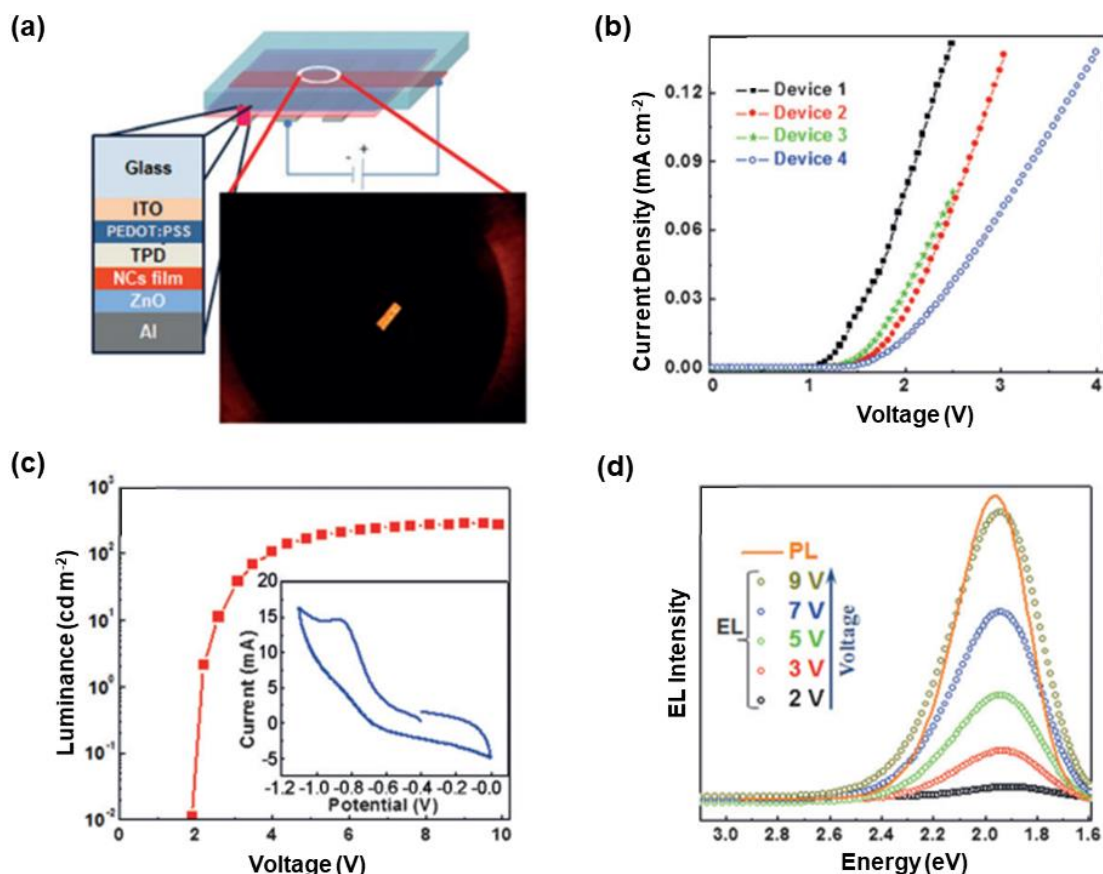 (a)
- +
Glass
ITO
PEDOT:PSS
TPD
NCs film
ZnO
Al
(b)
Current Density (mA cm-2)
0.12
0.09
0.06
0.03
0.00
Device 1
Device 2
Device 3
Device 4
0 1 2 3 4
Voltage (V)
(c)
Luminance (cd m-2)
10³
10²
10¹
10⁰
10⁻¹
10⁻²
0 2 4 6 8 10
Voltage (V)
Current (mA)
20
15
10
5
0
-5
-1.2 -1.0 -0.8 -0.6 -0.4 -0.2 -0.0
Potential (V)
(d)
EL Intensity
PL
EL
9 V
7 V
5 V
3 V
2 V
Voltage
3.0 2.8 2.6 2.4 2.2 2.0 1.8 1.6
Energy (eV)